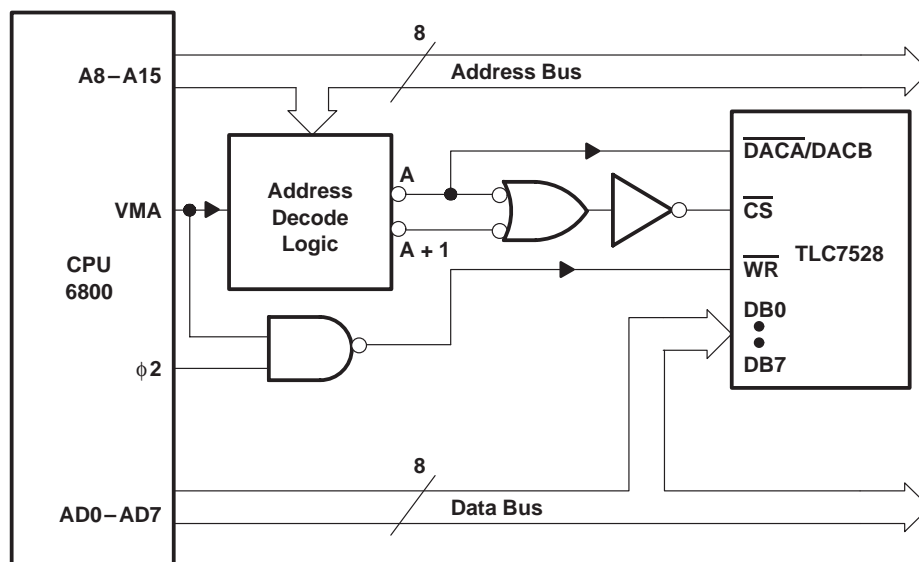 8
A8–A15
Address Bus
A
DACA/DACB
Address
Decode
Logic
VMA
CS
A + 1
CPU
6800
TLC7528
WR
DB0
DB7
ϕ2
8
AD0–AD7
Data Bus